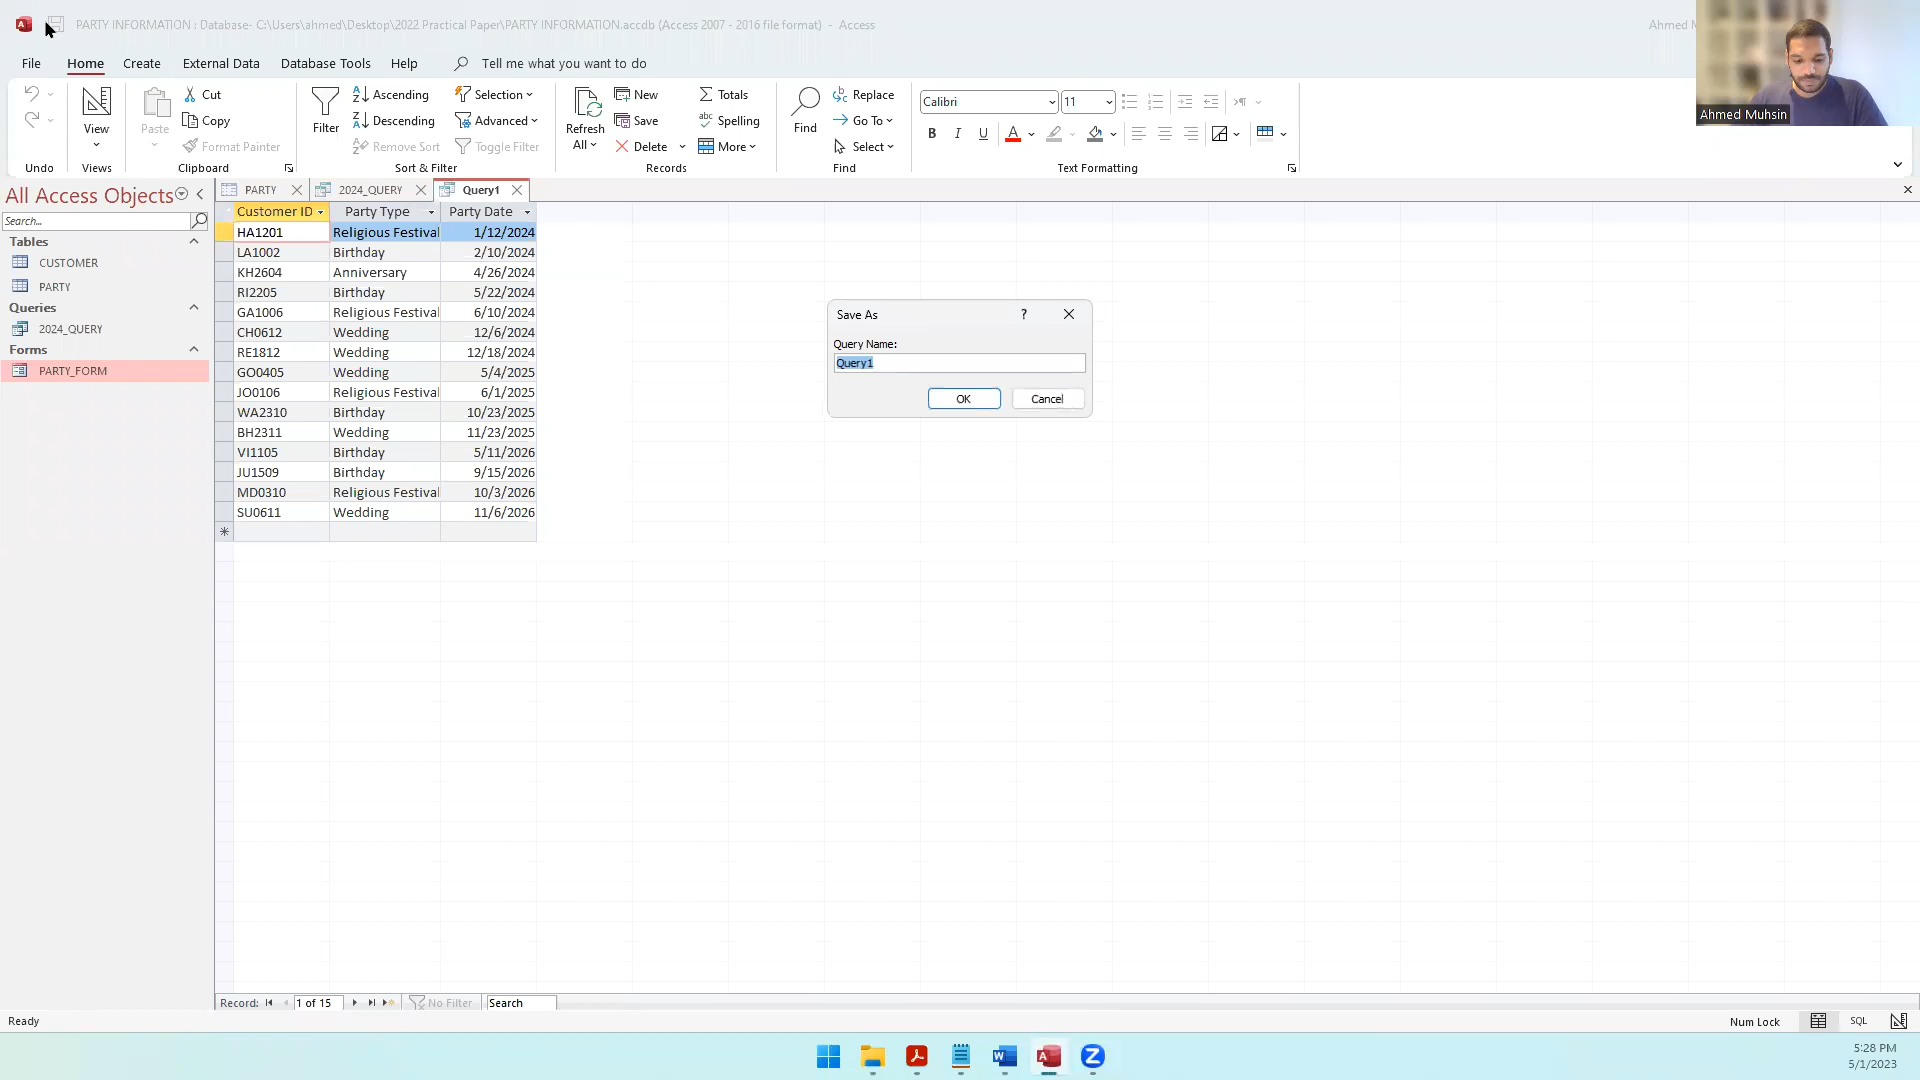 PARTY INFORMATION : Database- C:\Users\ahmed\Desktop\2022 Practical Paper\PARTY INFORMATION.accdb (Access 2007 - 2016 file format) - Access
Ahmed M
File Home Create External Data Database Tools Help Tell me what you want to do
Ahmed Muhsin
View
Paste
Cut
Copy
Format Painter
Filter
Ascending
Descending
Remove Sort
Selection
Advanced
Toggle Filter
Refresh
All
New
Save
Delete
Totals
Spelling
More
Find
Replace
Go To
Select
Calibri 11
B I U A
Undo Views Clipboard Sort & Filter Records Find Text Formatting
All Access Objects
Search...
Tables
CUSTOMER
PARTY
Queries
2024_QUERY
Forms
PARTY_FORM
PARTY 2024_QUERY Query1
Customer ID Party Type Party Date
HA1201 Religious Festival 1/12/2024
LA1002 Birthday 2/10/2024
KH2604 Anniversary 4/26/2024
RI2205 Birthday 5/22/2024
GA1006 Religious Festival 6/10/2024
CH0612 Wedding 12/6/2024
RE1812 Wedding 12/18/2024
GO0405 Wedding 5/4/2025
JO0106 Religious Festival 6/1/2025
WA2310 Birthday 10/23/2025
BH2311 Wedding 11/23/2025
VI1105 Birthday 5/11/2026
JU1509 Birthday 9/15/2026
MD0310 Religious Festival 10/3/2026
SU0611 Wedding 11/6/2026
Save As ?
Query Name:
Query1
OK Cancel
Record: 1 of 15 No Filter Search
Ready
Num Lock SQL
5:28 PM
5/1/2023